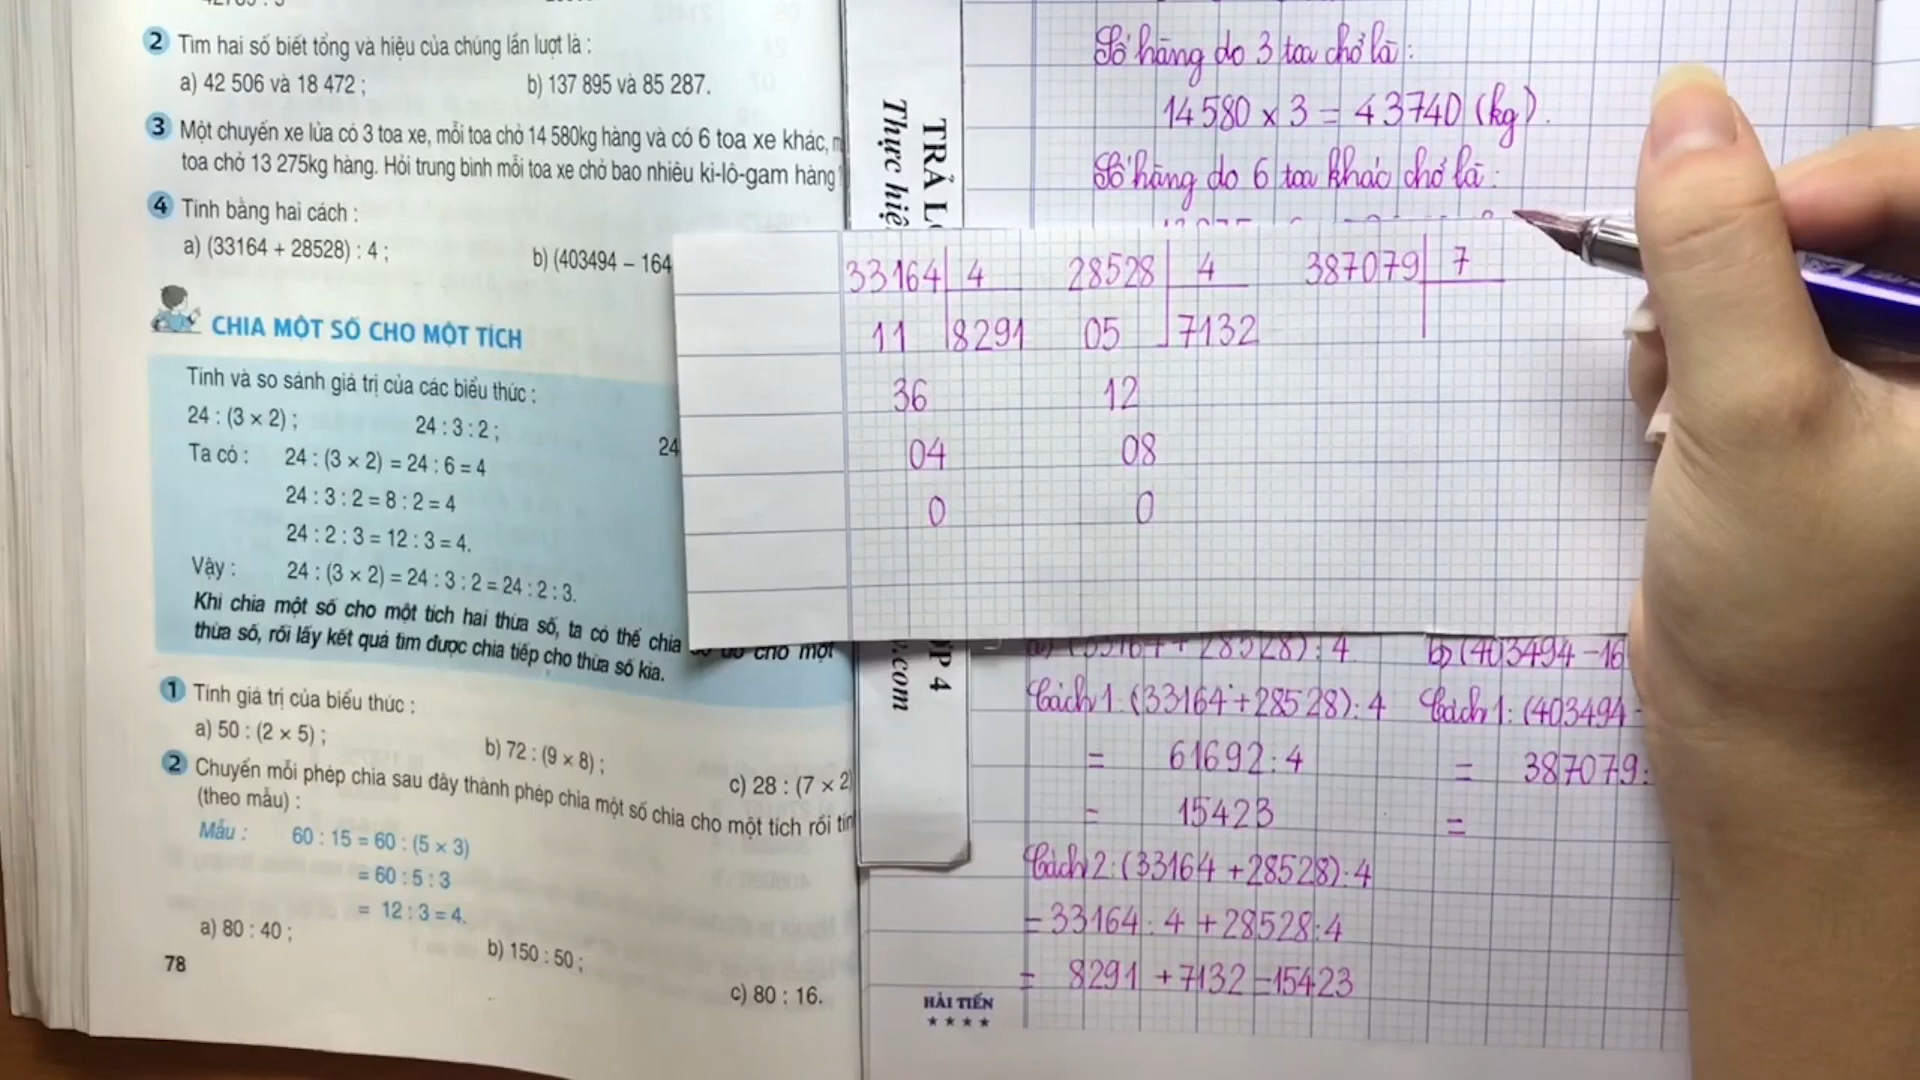 2 Tìm hai số biết tổng và hiệu của chúng lần lượt là :
a) 42 506 và 18 472 ; b) 137 895 và 85 287.
3 Một chuyến xe lửa có 3 toa xe, mỗi toa chở 14 580kg hàng và có 6 toa xe khác,
toa chở 13 275kg hàng. Hỏi trung bình mỗi toa xe chở bao nhiêu ki-lô-gam hàng
4 Tính bằng hai cách :
a) (33164 + 28528) : 4 ; b) (403494 – 164
CHIA MỘT SỐ CHO MỘT TÍCH
Tính và so sánh giá trị của các biểu thức :
24 : (3 × 2) ; 24 : 3 : 2 ; 24
Ta có : 24 : (3 × 2) = 24 : 6 = 4
24 : 3 : 2 = 8 : 2 = 4
24 : 2 : 3 = 12 : 3 = 4.
Vậy : 24 : (3 × 2) = 24 : 3 : 2 = 24 : 2 : 3.
Khi chia một số cho một tích hai thừa số, ta có thể chia số đó cho một
thừa số, rồi lấy kết quả tìm được chia tiếp cho thừa số kia.
1 Tính giá trị của biểu thức :
a) 50 : (2 × 5) ; b) 72 : (9 × 8) ; c) 28 : (7 × 2)
2 Chuyển mỗi phép chia sau đây thành phép chia một số chia cho một tích rồi tín
(theo mẫu) :
Mẫu : 60 : 15 = 60 : (5 × 3)
= 60 : 5 : 3
= 12 : 3 = 4.
a) 80 : 40 ; b) 150 : 50 ; c) 80 : 16.
78
TRẢ L
Thực hiệ
ỚP 4
.com
HẢI TIẾN
Số hàng do 3 toa chở là :
14580 × 3 = 43740 (kg).
Số hàng do 6 toa khác chở là :
33164 4 28528 4 387079 7
11 8291 05 7132
36 12
04 08
0 0
a) (33164 + 28528) : 4 b) (403494 – 16
Cách 1 : (33164 + 28528) : 4 Cách 1 : (403494 -
= 61692 : 4 = 387079 :
= 15423 =
Cách 2 : (33164 + 28528) : 4
= 33164 : 4 + 28528 : 4
= 8291 + 7132 = 15423